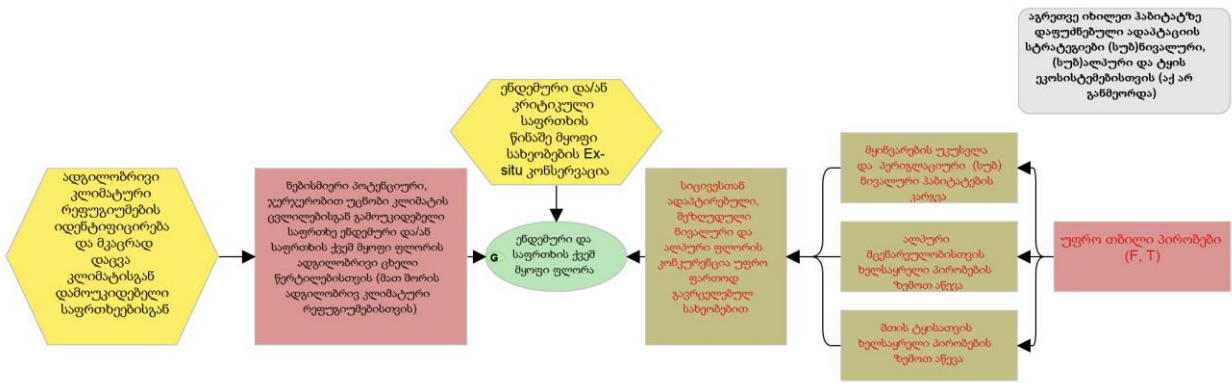 აგრეთვე იხილეთ ჰაბიტატზე
დაფუძნებული ადაპტაციის
სტრატეგიები (სუბ)ნივალური,
(სუბ)ალპური და ტყის
ეკოსისტემებისთვის (აქ არ
განმეორდა)
ენდემური და/ან
კრიტიკული
საფრთხის
წინაშე მყოფი
სახეობების Ex-
situ კონსერვაცია
ადგილობრივი
კლიმატური
რეფუგიუმების
იდენტიფიცირება
და მკაცრად
დაცვა
კლიმატისგან
დამოუკიდებელი
საფრთხეებისგან
ნებისმიერი პოტენციური,
ჯერჯერობით უცნობი კლიმატის
ცვლილებისგან გამოუკიდებელი
საფრთხე ენდემური და/ან
საფრთხის ქვეშ მყოფი ფლორის
ადგილობრივი ცხელი
წერტილებისთვის (მათ შორის
ადგილობრივ კლიმატური
რეფუგიუმებისთვის)
G
ენდემური და
საფრთხის ქვეშ
მყოფი ფლორა
სიცივესთან
ადაპტირებული,
შეზღუდული
ნივალური და
ალპური ფლორის
კონკურენცია უფრო
ფართოდ
გავრცელებულ
სახეობებით
მყინვარების უკუსვლა
და პერიგლაციური (სუბ)
ნივალური ჰაბიტატების
კარგვა
ალპური
მცენარეულობისთვის
ხელსაყრელი პირობების
ზემოთ აწევა
მთის ტყისათვის
ხელსაყრელი პირობების
ზემოთ აწევა
უფრო თბილი პირობები
(F, T)